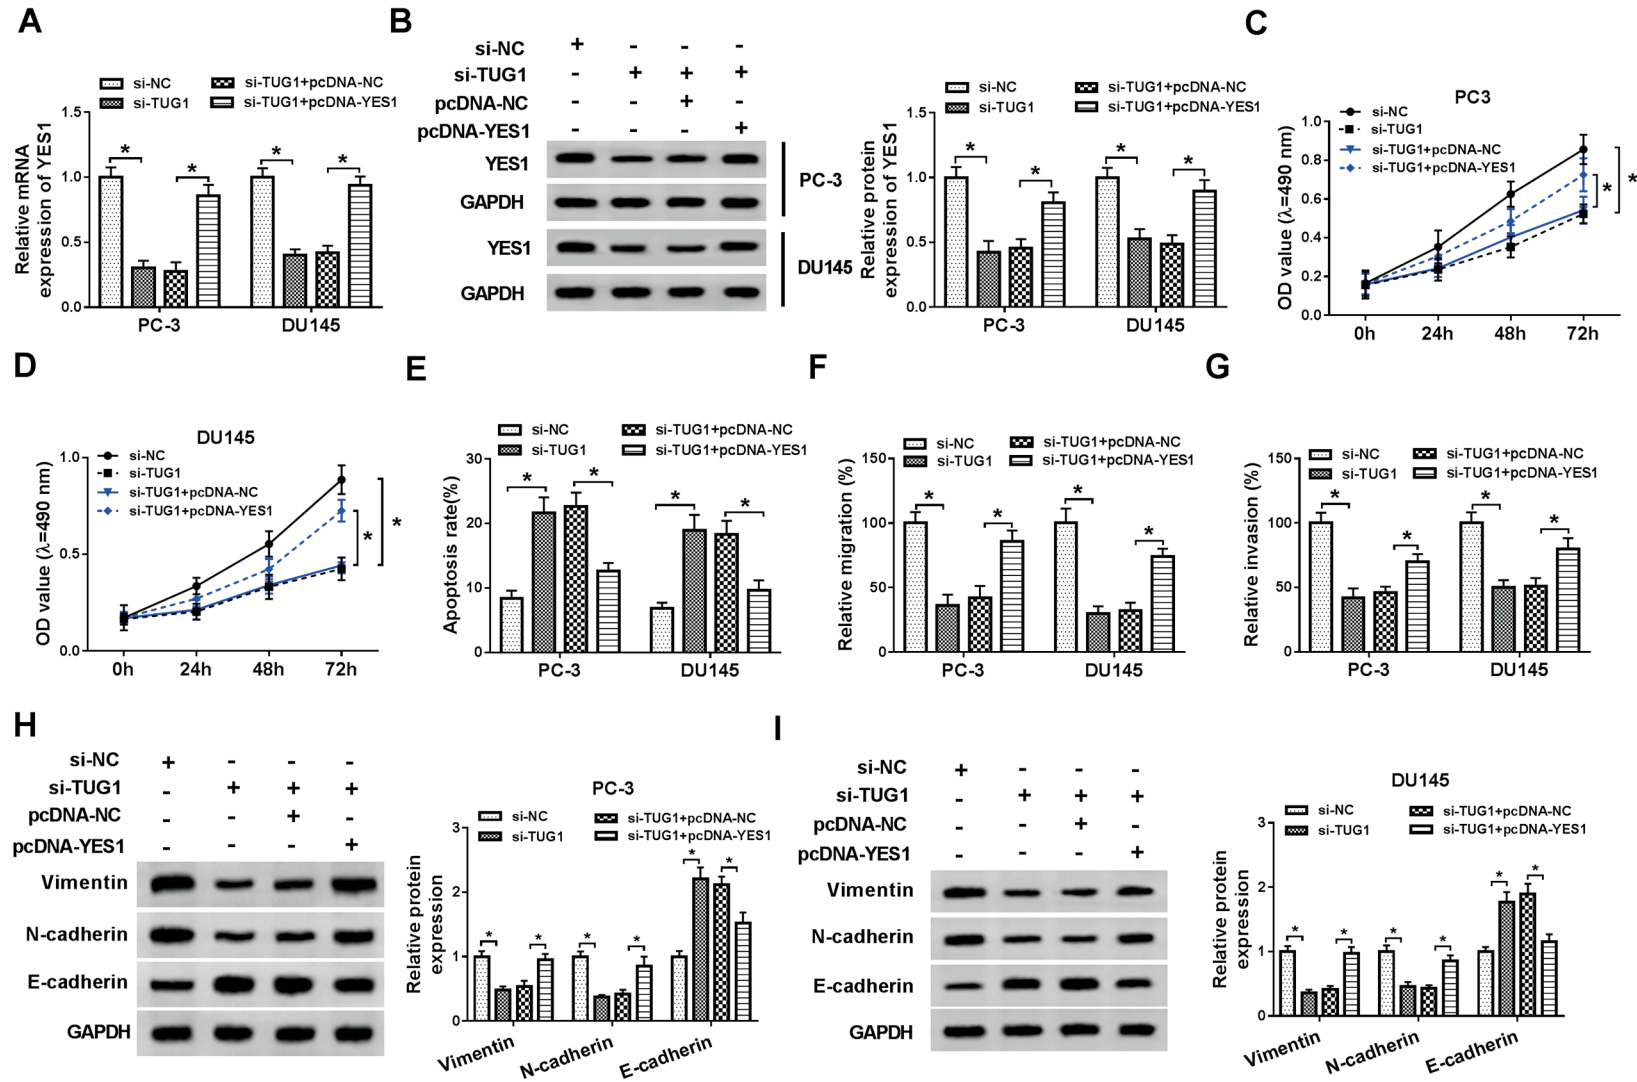 A
si-NC
si-TUG1
si-TUG1+pcDNA-NC
si-TUG1+pcDNA-YES1
Relative mRNA
expression of YES1
1.5
1.0
0.5
0.0
*
*
*
*
PC-3
DU145
B
si-NC + - - -
si-TUG1 - + + +
pcDNA-NC - - + -
pcDNA-YES1 - - - +
YES1
GAPDH
PC-3
YES1
GAPDH
DU145
si-NC
si-TUG1
si-TUG1+pcDNA-NC
si-TUG1+pcDNA-YES1
Relative protein
expression of YES1
1.5
1.0
0.5
0.0
*
*
*
*
PC-3
DU145
C
PC3
si-NC
si-TUG1
si-TUG1+pcDNA-NC
si-TUG1+pcDNA-YES1
OD value (λ=490 nm)
1.0
0.8
0.6
0.4
0.2
0.0
*
*
0h 24h 48h 72h
D
DU145
si-NC
si-TUG1
si-TUG1+pcDNA-NC
si-TUG1+pcDNA-YES1
OD value (λ=490 nm)
1.0
0.5
0.0
*
*
0h 24h 48h 72h
E
si-NC
si-TUG1
si-TUG1+pcDNA-NC
si-TUG1+pcDNA-YES1
Apoptosis rate(%)
30
20
10
0
*
*
*
*
PC-3
DU145
F
si-NC
si-TUG1
si-TUG1+pcDNA-NC
si-TUG1+pcDNA-YES1
Relative migration (%)
150
100
50
0
*
*
*
*
PC-3
DU145
G
si-NC
si-TUG1
si-TUG1+pcDNA-NC
si-TUG1+pcDNA-YES1
Relative invasion (%)
150
100
50
0
*
*
*
*
PC-3
DU145
H
si-NC + - - -
si-TUG1 - + + +
pcDNA-NC - - + -
pcDNA-YES1 - - - +
Vimentin
N-cadherin
E-cadherin
GAPDH
PC-3
si-NC
si-TUG1
si-TUG1+pcDNA-NC
si-TUG1+pcDNA-YES1
Relative protein
expression
3
2
1
0
*
*
*
*
*
*
Vimentin
N-cadherin
E-cadherin
I
si-NC + - - -
si-TUG1 - + + +
pcDNA-NC - - + -
pcDNA-YES1 - - - +
Vimentin
N-cadherin
E-cadherin
GAPDH
DU145
si-NC
si-TUG1
si-TUG1+pcDNA-NC
si-TUG1+pcDNA-YES1
Relative protein
expression
3
2
1
0
*
*
*
*
*
*
Vimentin
N-cadherin
E-cadherin